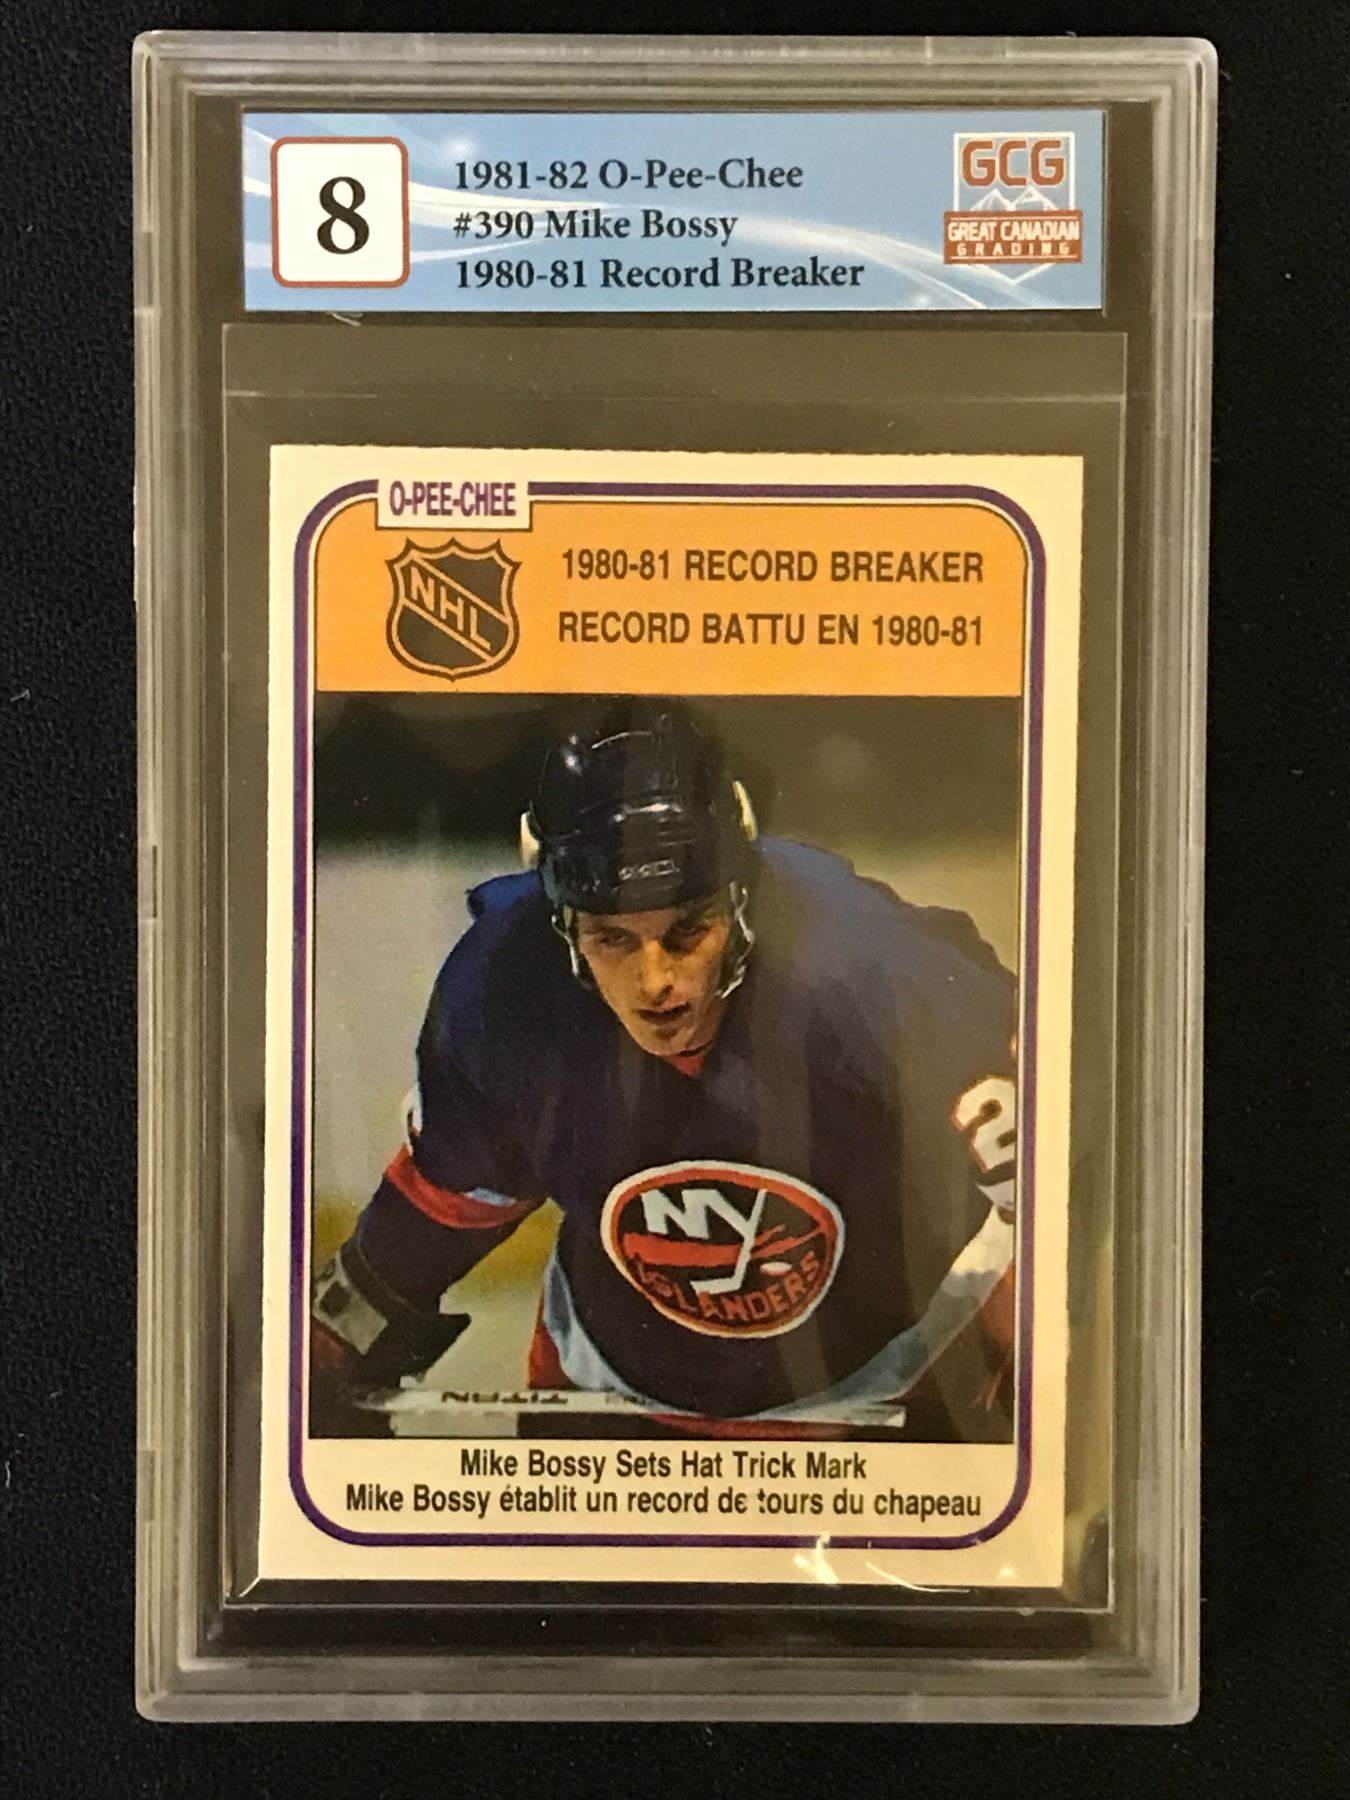 8
1981-82 O-Pee-Chee
#390 Mike Bossy
1980-81 Record Breaker
GCG
GREAT CANADIAN
GRADING
O-PEE-CHEE
NHL
1980-81 RECORD BREAKER
RECORD BATTU EN 1980-81
2
NY
ISLANDERS
Mike Bossy Sets Hat Trick Mark
Mike Bossy établit un record de tours du chapeau